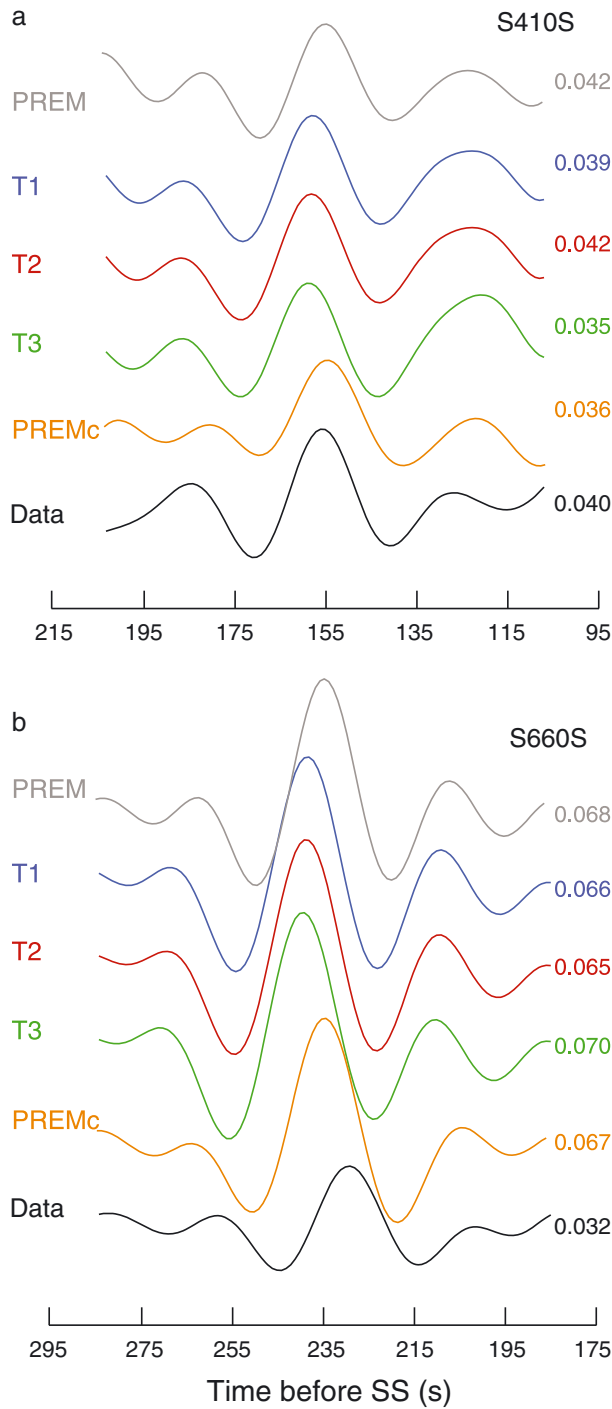 a
S410S
PREM 0.042
T1 0.039
T2 0.042
T3 0.035
PREMc 0.036
Data 0.040
215 195 175 155 135 115 95
b
S660S
PREM 0.068
T1 0.066
T2 0.065
T3 0.070
PREMc 0.067
Data 0.032
295 275 255 235 215 195 175
Time before SS (s)